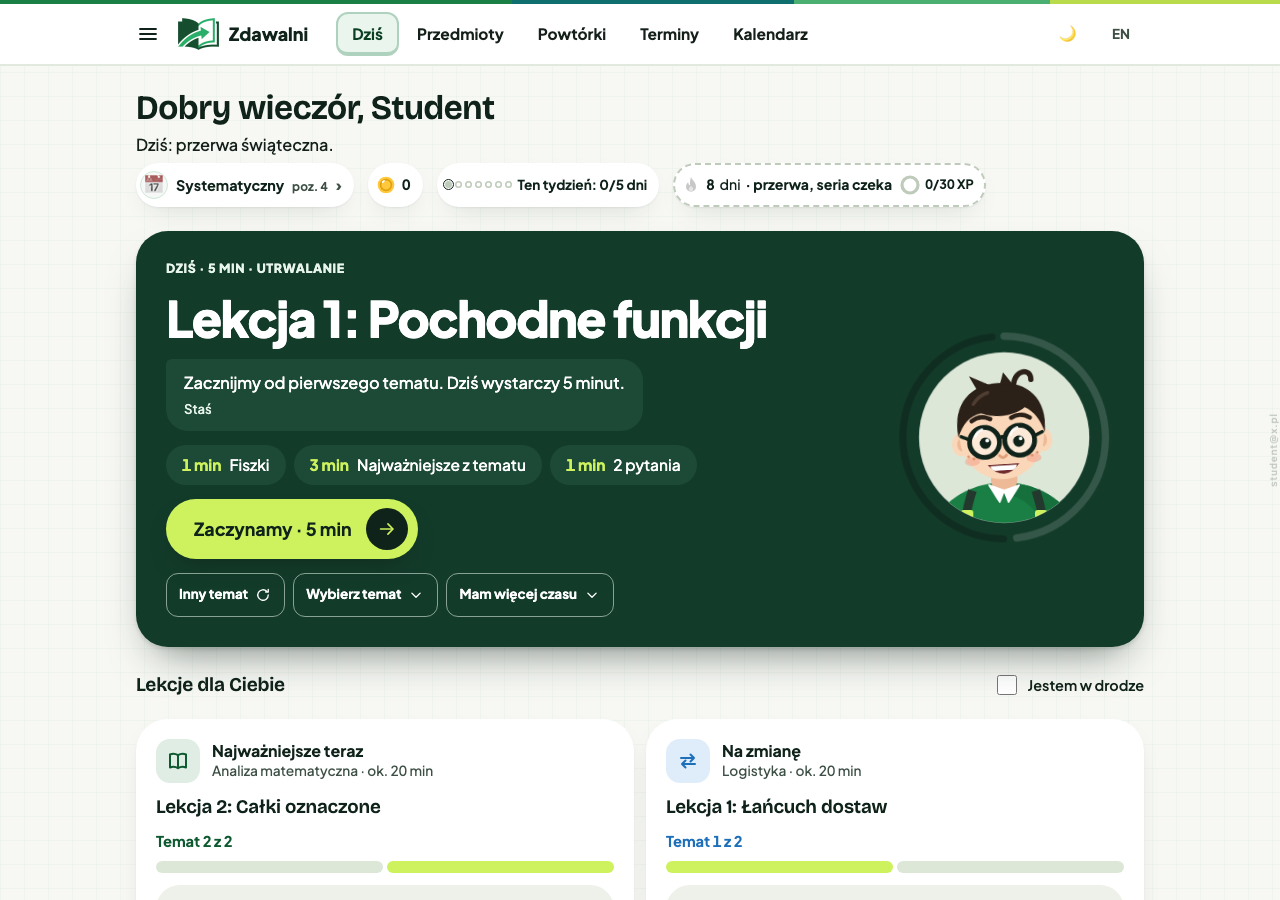 Zdawalni
Dziś
Przedmioty
Powtórki
Terminy
Kalendarz
EN
Dobry wieczór, Student
Dziś: przerwa świąteczna.
17
Systematyczny poz. 4 ›
0
Ten tydzień: 0/5 dni
8 dni · przerwa, seria czeka
0/30 XP
DZIŚ · 5 MIN · UTRWALANIE
Lekcja 1: Pochodne funkcji
Zacznijmy od pierwszego tematu. Dziś wystarczy 5 minut.
Staś
1 min Fiszki
3 min Najważniejsze z tematu
1 min 2 pytania
Zaczynamy · 5 min
Inny temat
Wybierz temat
Mam więcej czasu
student@x.pl
Lekcje dla Ciebie
Jestem w drodze
Najważniejsze teraz
Analiza matematyczna · ok. 20 min
Lekcja 2: Całki oznaczone
Temat 2 z 2
Na zmianę
Logistyka · ok. 20 min
Lekcja 1: Łańcuch dostaw
Temat 1 z 2